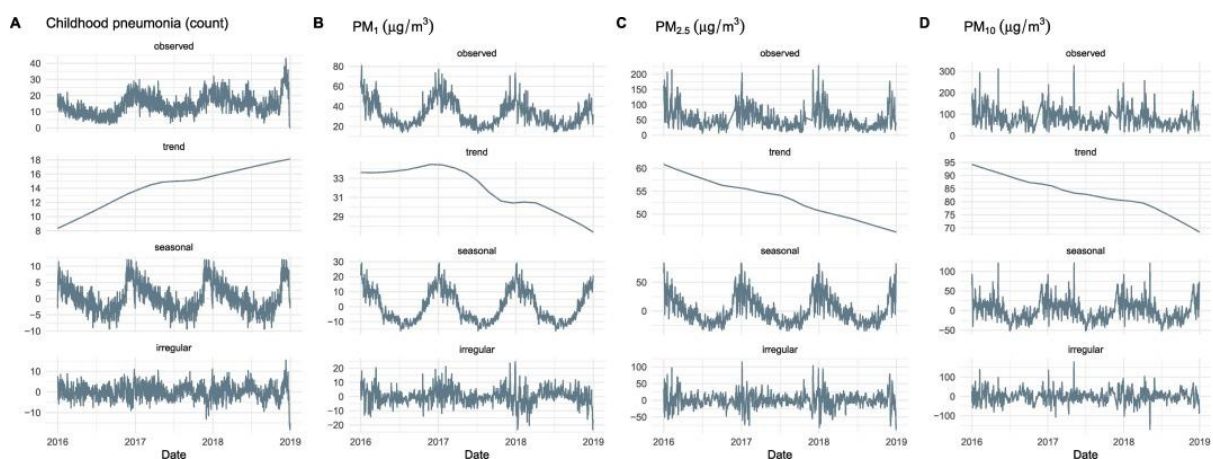 A Childhood pneumonia (count)
observed
40
30
20
10
0
trend
18
16
14
12
10
8
seasonal
10
5
0
−5
−10
irregular
10
0
−10
2016 2017 2018 2019
Date
B PM₁ (μg/m³)
observed
80
60
40
20
trend
33
31
29
seasonal
30
20
10
0
−10
irregular
20
10
0
−10
−20
2016 2017 2018 2019
Date
C PM₂.₅ (μg/m³)
observed
200
150
100
50
0
trend
60
55
50
seasonal
50
0
irregular
100
50
0
−50
2016 2017 2018 2019
Date
D PM₁₀ (μg/m³)
observed
300
200
100
0
trend
95
90
85
80
75
70
seasonal
100
50
0
−50
irregular
100
0
−100
2016 2017 2018 2019
Date